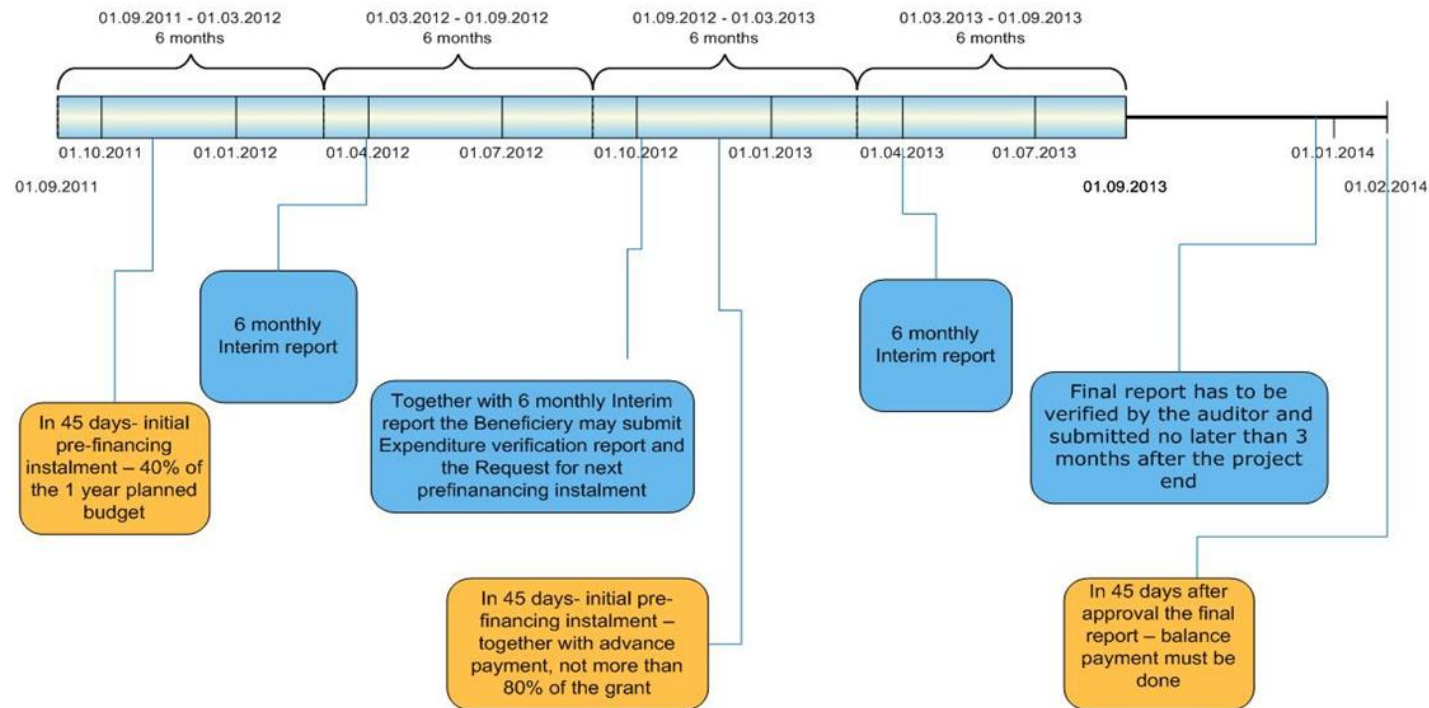 01.09.2011 - 01.03.2012
6 months
01.03.2012 - 01.09.2012
6 months
01.09.2012 - 01.03.2013
6 months
01.03.2013 - 01.09.2013
6 months
01.10.2011
01.01.2012
01.04.2012
01.07.2012
01.10.2012
01.01.2013
01.04.2013
01.07.2013
01.01.2014
01.09.2011
01.09.2013
01.02.2014
6 monthly
Interim report
6 monthly
Interim report
In 45 days- initial
pre-financing
instalment – 40% of
the 1 year planned
budget
Together with 6 monthly Interim
report the Beneficiery may submit
Expenditure verification report and
the Request for next
prefinanancing instalment
Final report has to be
verified by the auditor and
submitted no later than 3
months after the project
end
In 45 days- initial pre-
financing instalment –
together with advance
payment, not more than
80% of the grant
In 45 days after
approval the final
report – balance
payment must be
done